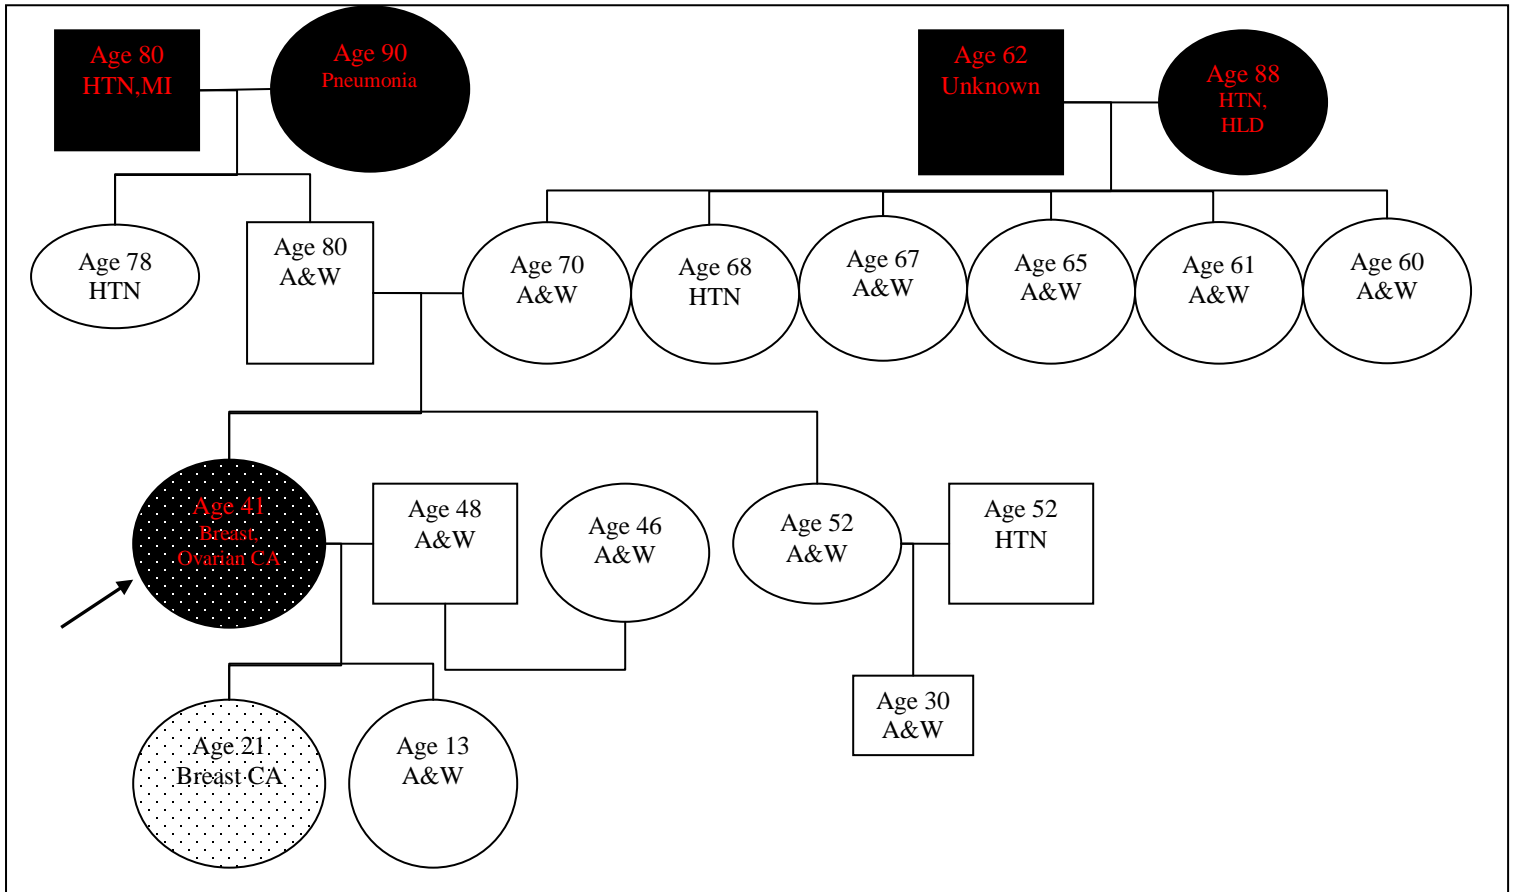 Age 80
HTN,MI
Age 90
Pneumonia
Age 62
Unknown
Age 88
HTN,
HLD
Age 78
HTN
Age 80
A&W
Age 70
A&W
Age 68
HTN
Age 67
A&W
Age 65
A&W
Age 61
A&W
Age 60
A&W
Age 41
Breast,
Ovarian CA
Age 48
A&W
Age 46
A&W
Age 52
A&W
Age 52
HTN
Age 21
Breast CA
Age 13
A&W
Age 30
A&W